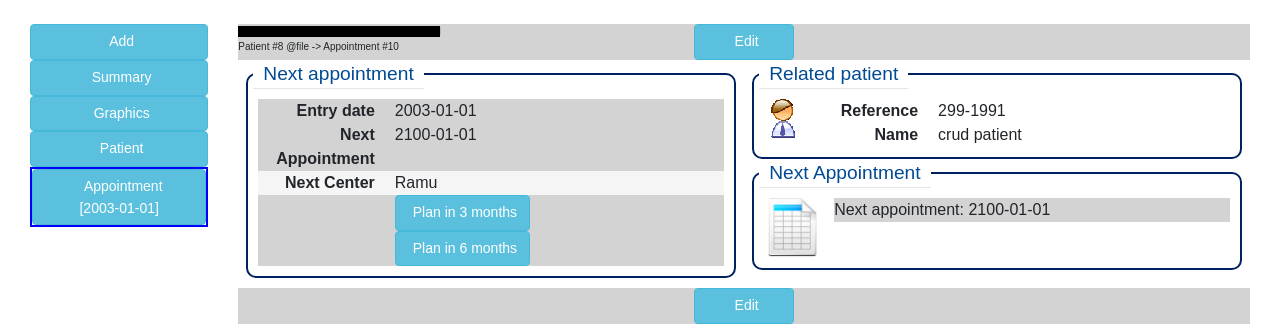 Add
Summary
Graphics
Patient
Appointment
[2003-01-01]
Patient #8 @file -> Appointment #10
Edit
Next appointment
Entry date 2003-01-01
Next 2100-01-01
Appointment
Next Center Ramu
Plan in 3 months
Plan in 6 months
Related patient
Reference 299-1991
Name crud patient
Next Appointment
Next appointment: 2100-01-01
Edit